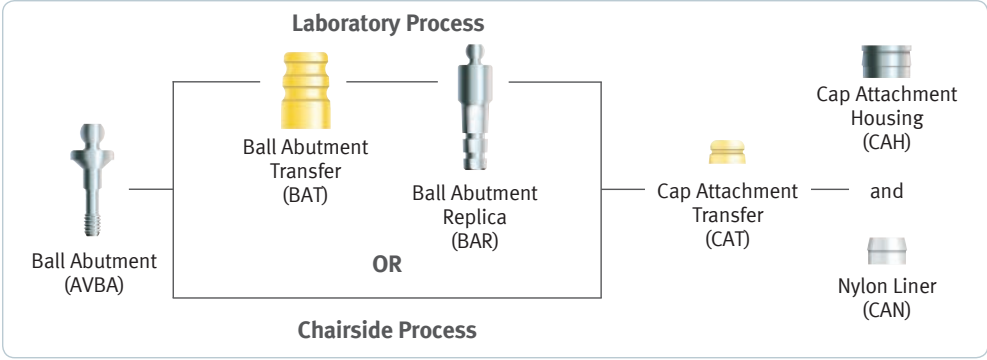 Laboratory Process
Ball Abutment
(AVBA)
Ball Abutment
Transfer
(BAT)
Ball Abutment
Replica
(BAR)
OR
Chairside Process
Cap Attachment
Transfer
(CAT)
Cap Attachment
Housing
(CAH)
and
Nylon Liner
(CAN)